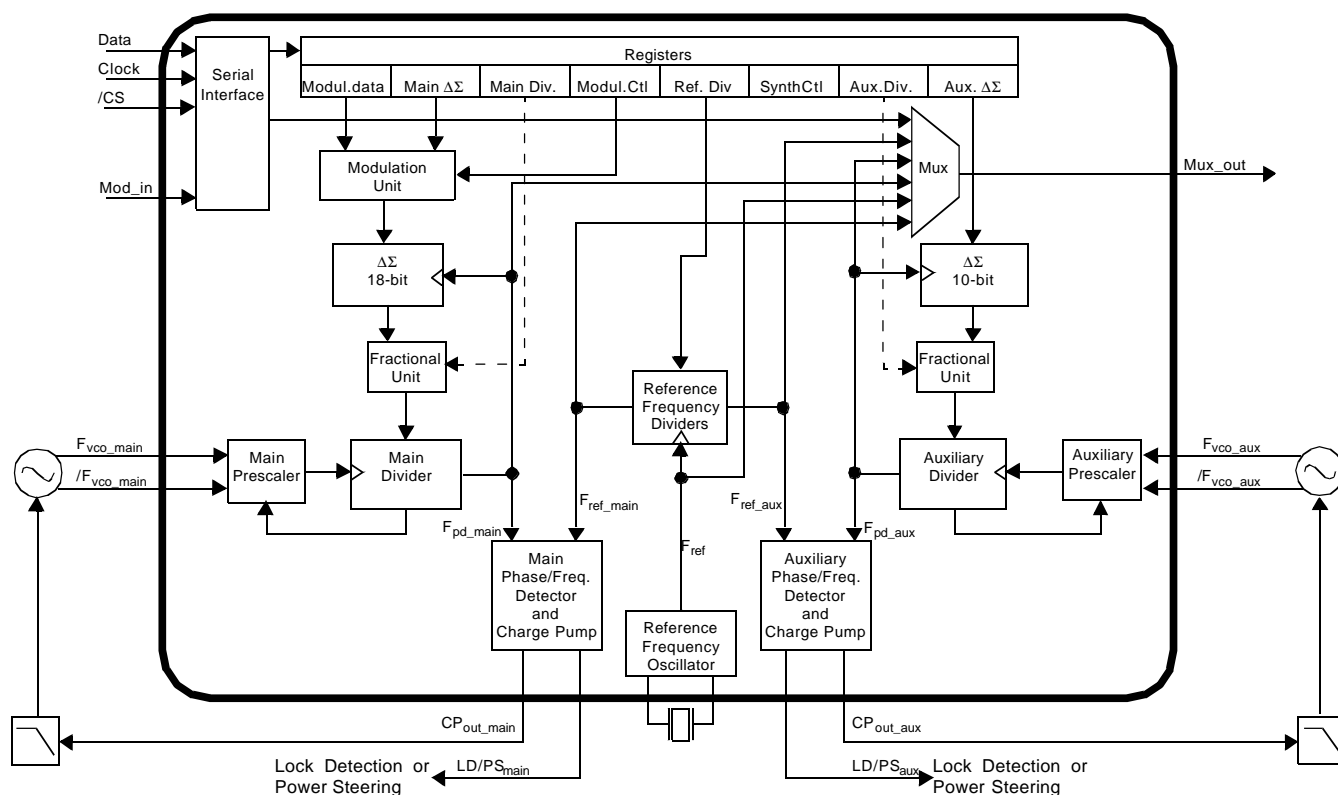 Data
Clock
/CS
Mod_in
Serial
Interface
Registers
Modul.data
Main ΔΣ
Main Div.
Modul.Ctl
Ref. Div
SynthCtl
Aux.Div.
Aux. ΔΣ
Modulation
Unit
Mux
Mux_out
ΔΣ
18-bit
ΔΣ
10-bit
Fractional
Unit
Fractional
Unit
Reference
Frequency
Dividers
Fvco_main
/Fvco_main
Main
Prescaler
Main
Divider
Auxiliary
Divider
Auxiliary
Prescaler
Fvco_aux
/Fvco_aux
Fpd_main
Fref_main
Fref
Fref_aux
Fpd_aux
Main
Phase/Freq.
Detector
and
Charge Pump
Reference
Frequency
Oscillator
Auxiliary
Phase/Freq.
Detector
and
Charge Pump
CPout_main
CPout_aux
Lock Detection or
Power Steering
LD/PSmain
LD/PSaux
Lock Detection or
Power Steering